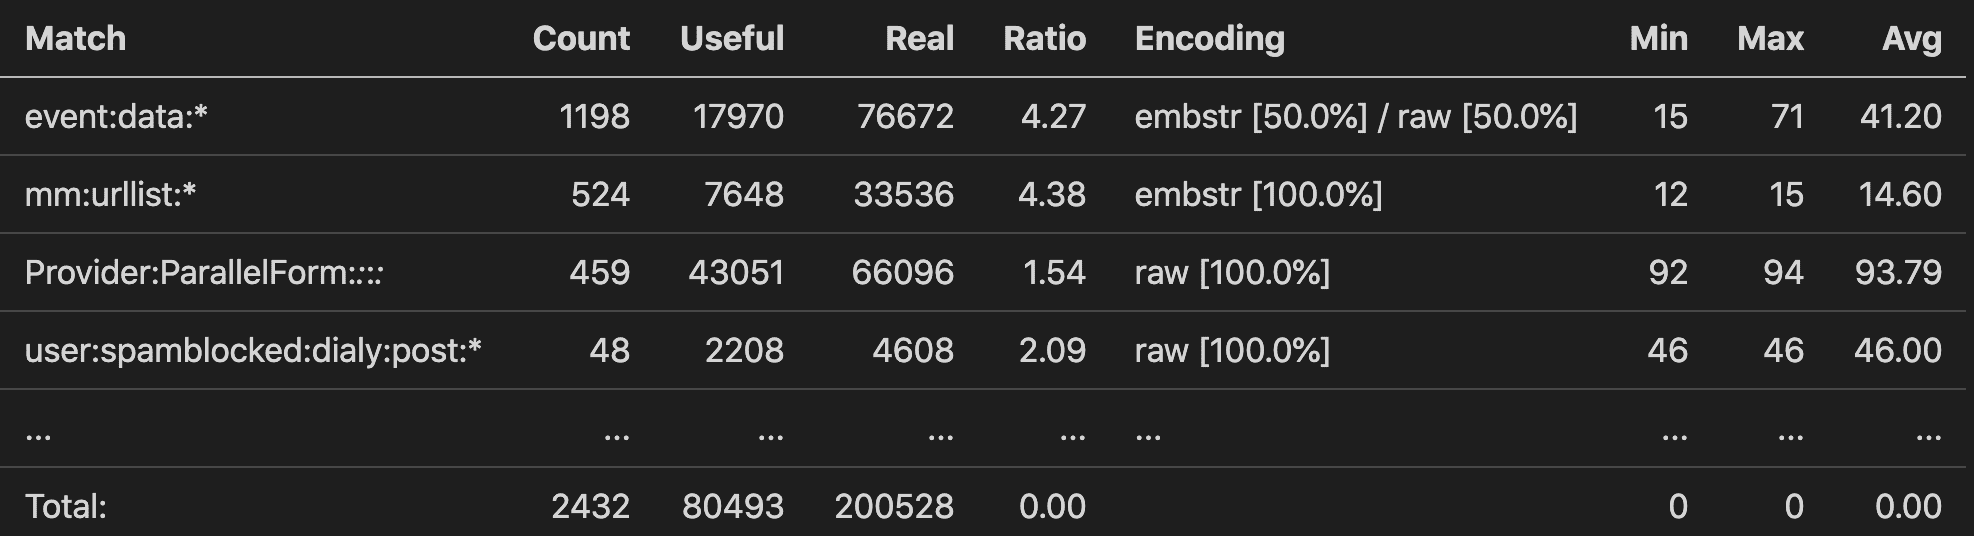 Match Count Useful Real Ratio Encoding Min Max Avg
event:data:* 1198 17970 76672 4.27 embstr [50.0%] / raw [50.0%] 15 71 41.20
mm:urllist:* 524 7648 33536 4.38 embstr [100.0%] 12 15 14.60
Provider:ParallelForm:::: 459 43051 66096 1.54 raw [100.0%] 92 94 93.79
user:spamblocked:dialy:post:* 48 2208 4608 2.09 raw [100.0%] 46 46 46.00
... ... ... ... ... ... ... ... ...
Total: 2432 80493 200528 0.00 0 0 0.00